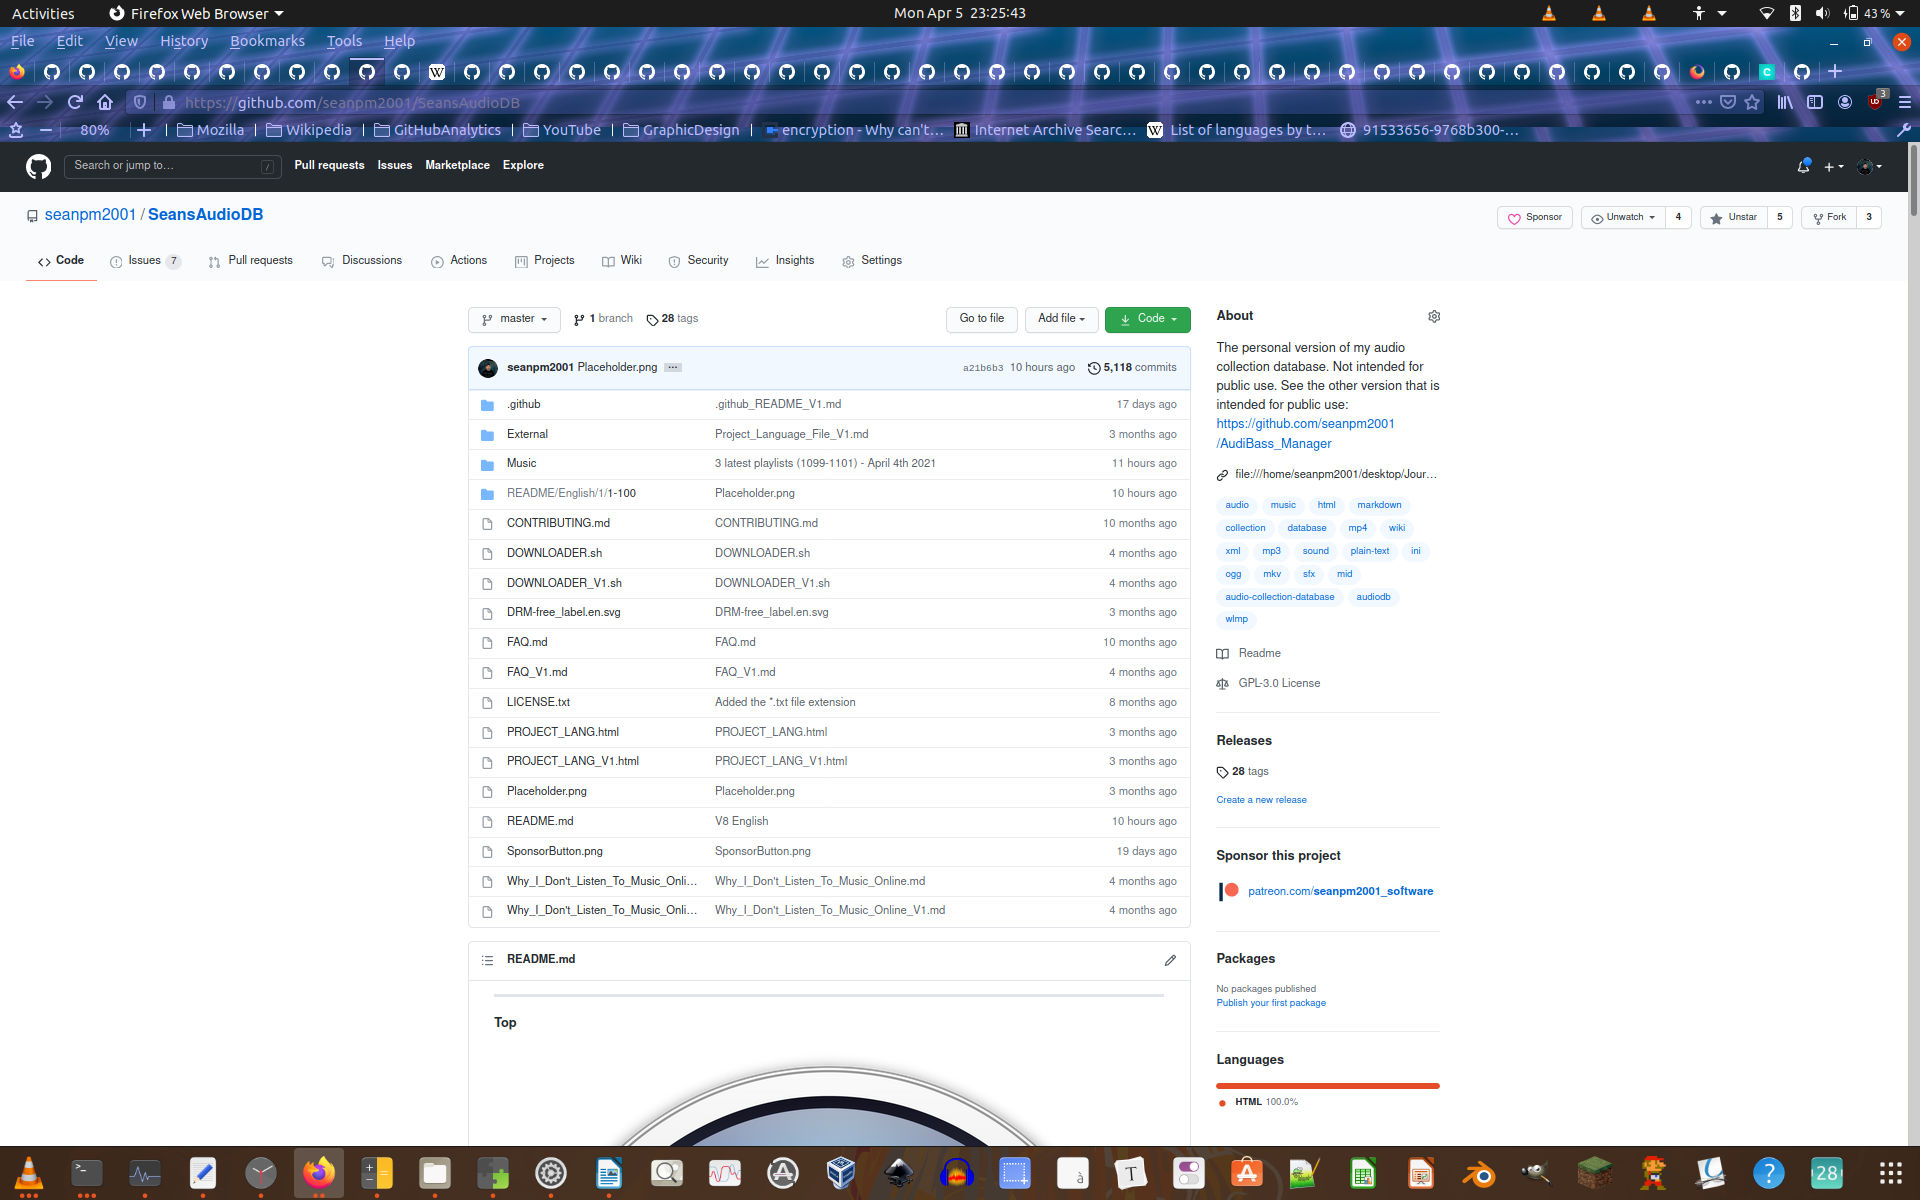 Activities
Firefox Web Browser
Mon Apr 5 23:25:43
43 %
File Edit View History Bookmarks Tools Help
https://github.com/seanpm2001/SeansAudioDB
3
80%
Mozilla
Wikipedia
GitHubAnalytics
YouTube
GraphicDesign
encryption - Why can't…
Internet Archive Searc…
List of languages by t…
91533656-9768b300-…
Search or jump to…
/
Pull requests Issues Marketplace Explore
seanpm2001 / SeansAudioDB
Sponsor
Unwatch 4
Unstar 5
Fork 3
Code
Issues 7
Pull requests
Discussions
Actions
Projects
Wiki
Security
Insights
Settings
master
1 branch
28 tags
Go to file
Add file
Code
seanpm2001 Placeholder.png …
a21b6b3 10 hours ago
5,118 commits
.github .github_README_V1.md 17 days ago
External Project_Language_File_V1.md 3 months ago
Music 3 latest playlists (1099-1101) - April 4th 2021 11 hours ago
README/English/1/1-100 Placeholder.png 10 hours ago
CONTRIBUTING.md CONTRIBUTING.md 10 months ago
DOWNLOADER.sh DOWNLOADER.sh 4 months ago
DOWNLOADER_V1.sh DOWNLOADER_V1.sh 4 months ago
DRM-free_label.en.svg DRM-free_label.en.svg 3 months ago
FAQ.md FAQ.md 10 months ago
FAQ_V1.md FAQ_V1.md 4 months ago
LICENSE.txt Added the *.txt file extension 8 months ago
PROJECT_LANG.html PROJECT_LANG.html 3 months ago
PROJECT_LANG_V1.html PROJECT_LANG_V1.html 3 months ago
Placeholder.png Placeholder.png 3 months ago
README.md V8 English 10 hours ago
SponsorButton.png SponsorButton.png 19 days ago
Why_I_Don't_Listen_To_Music_Onli… Why_I_Don't_Listen_To_Music_Online.md 4 months ago
Why_I_Don't_Listen_To_Music_Onli… Why_I_Don't_Listen_To_Music_Online_V1.md 4 months ago
README.md
Top
About
The personal version of my audio
collection database. Not intended for
public use. See the other version that is
intended for public use:
https://github.com/seanpm2001
/AudiBass_Manager
file:///home/seanpm2001/desktop/Jour…
audio music html markdown
collection database mp4 wiki
xml mp3 sound plain-text ini
ogg mkv sfx mid
audio-collection-database audiodb
wlmp
Readme
GPL-3.0 License
Releases
28 tags
Create a new release
Sponsor this project
patreon.com/seanpm2001_software
Packages
No packages published
Publish your first package
Languages
HTML 100.0%
28